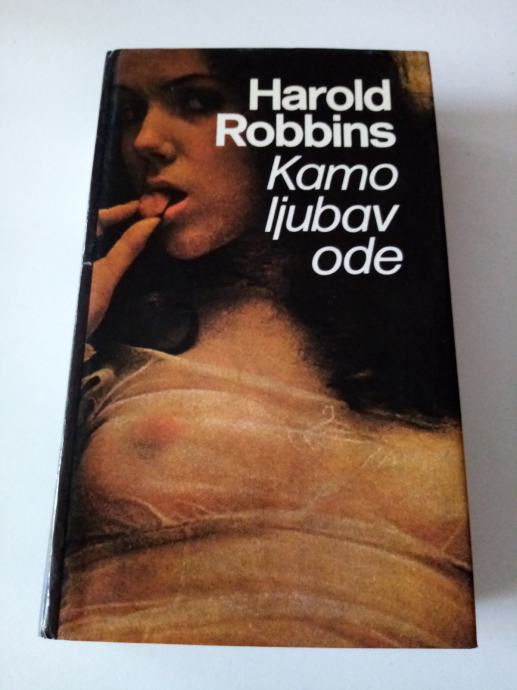 Harold
Robbins
Kamo
ljubav
ode